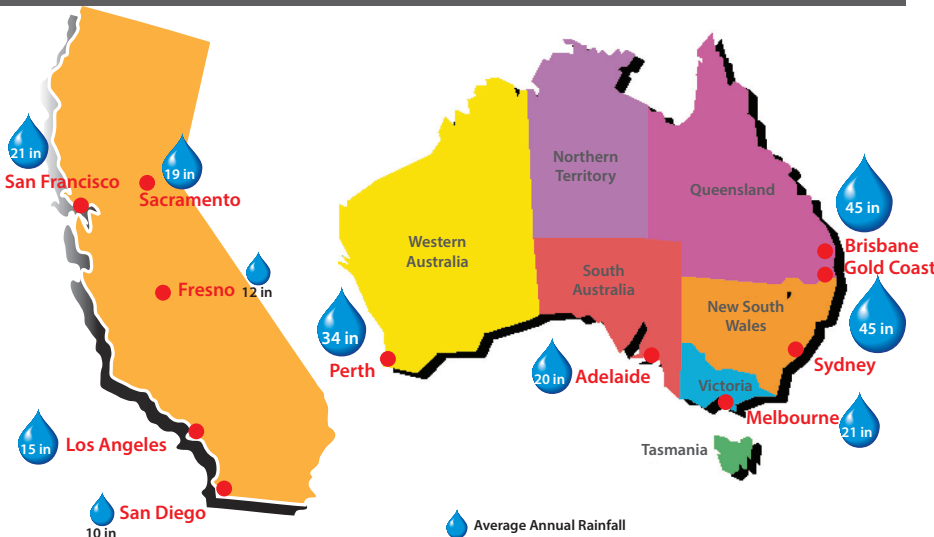 21 in
San Francisco
19 in
Sacramento
Fresno
12 in
15 in
Los Angeles
San Diego
10 in
Northern
Territory
Queensland
Western
Australia
South
Australia
New South
Wales
Victoria
Tasmania
45 in
Brisbane
Gold Coast
45 in
Sydney
34 in
Perth
20 in
Adelaide
Melbourne
21 in
Average Annual Rainfall